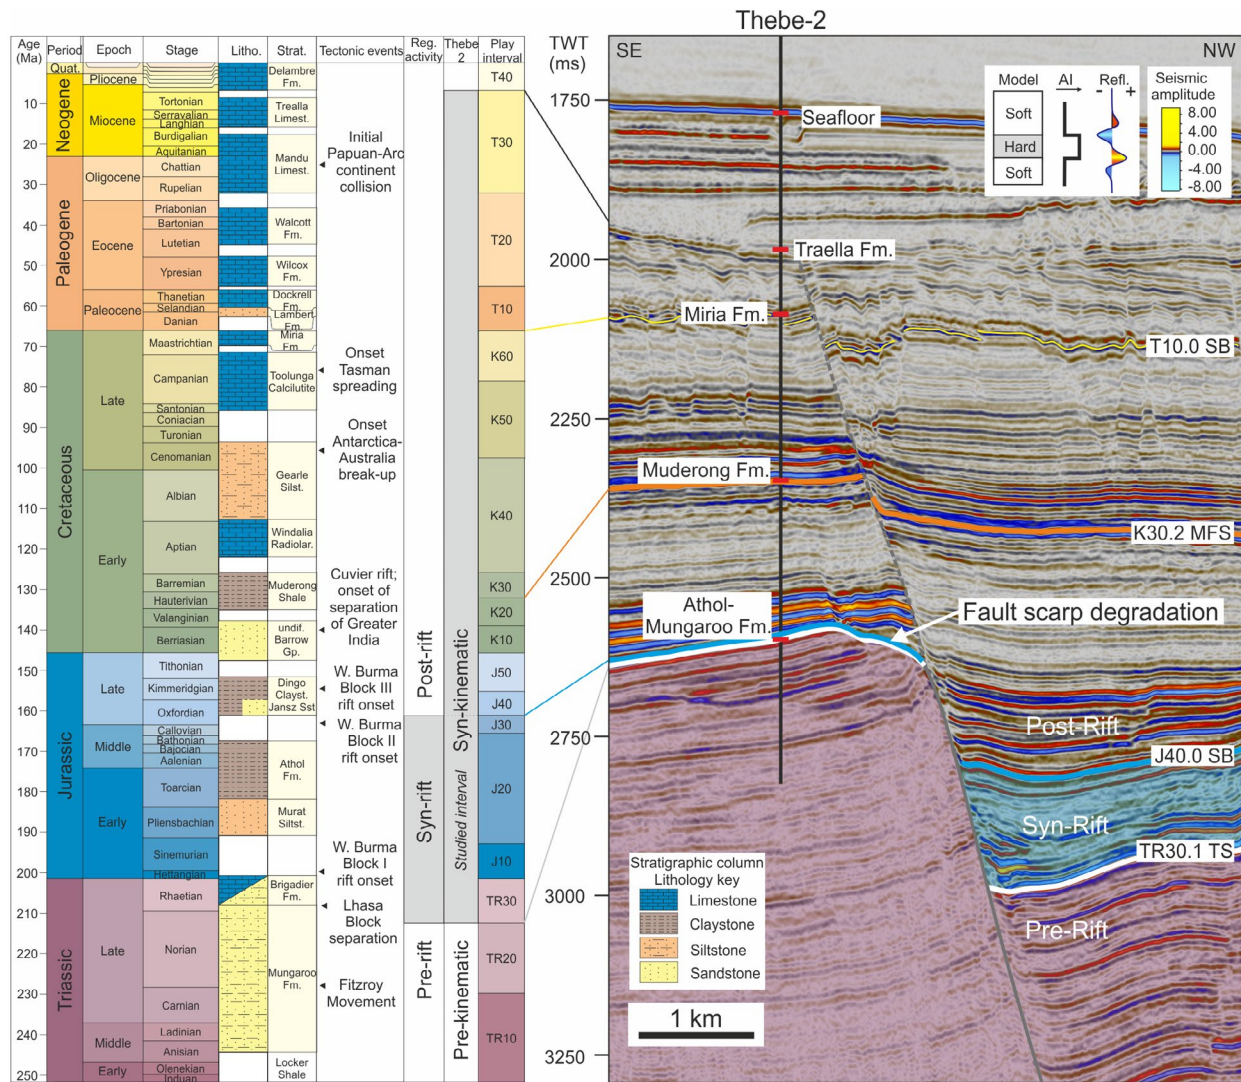 Thebe-2
Age (Ma)
Period
Epoch
Stage
Litho.
Strat.
Tectonic events
Reg. activity
Thebe 2
Play interval
TWT (ms)
10
20
30
40
50
60
70
80
90
100
110
120
130
140
150
160
170
180
190
200
210
220
230
240
250
Quat.
Neogene
Paleogene
Cretaceous
Jurassic
Triassic
Pliocene
Miocene
Oligocene
Eocene
Paleocene
Late
Early
Late
Middle
Early
Late
Middle
Early
Tortonian
Serravalian
Langhian
Burdigalian
Aquitanian
Chattian
Rupelian
Priabonian
Bartonian
Lutetian
Ypresian
Thanetian
Selandian
Danian
Maastrichtian
Campanian
Santonian
Coniacian
Turonian
Cenomanian
Albian
Aptian
Barremian
Hauterivian
Valanginian
Berriasian
Tithonian
Kimmeridgian
Oxfordian
Callovian
Bathonian
Bajocian
Aalenian
Toarcian
Pliensbachian
Sinemurian
Hettangian
Rhaetian
Norian
Carnian
Ladinian
Anisian
Olenekian
Induan
Delambre
Fm.
Trealla
Limest.
Mandu
Limest.
Walcott
Fm.
Wilcox
Fm.
Dockrell
Fm.
Lambert
Fm.
Miria
Fm.
Toolunga
Calcilutite
Gearle
Silst.
Windalia
Radiolar.
Muderong
Shale
undif.
Barrow
Gp.
Dingo
Clayst.
Jansz Sst
Athol
Fm.
Murat
Siltst.
Brigadier
Fm.
Mungaroo
Fm.
Locker
Shale
Initial
Papuan-Arc
continent
collision
Onset
Tasman
spreading
Onset
Antarctica-
Australia
break-up
Cuvier rift;
onset of
separation
of Greater
India
W. Burma
Block III
rift onset
W. Burma
Block II
rift onset
W. Burma
Block I
rift onset
Lhasa
Block
separation
Fitzroy
Movement
Post-rift
Syn-rift
Pre-rift
Syn-kinematic
Studied interval
Pre-kinematic
T40
T30
T20
T10
K60
K50
K40
K30
K20
K10
J50
J40
J30
J20
J10
TR30
TR20
TR10
1750
2000
2250
2500
2750
3000
3250
SE
NW
Model
AI
Refl.
- +
Soft
Hard
Soft
Seismic
amplitude
8.00
4.00
0.00
-4.00
-8.00
Seafloor
Traella Fm.
Miria Fm.
T10.0 SB
Muderong Fm.
K30.2 MFS
Athol-
Mungaroo Fm.
Fault scarp degradation
Post-Rift
J40.0 SB
Syn-Rift
TR30.1 TS
Pre-Rift
Stratigraphic column
Lithology key
Limestone
Claystone
Siltstone
Sandstone
1 km